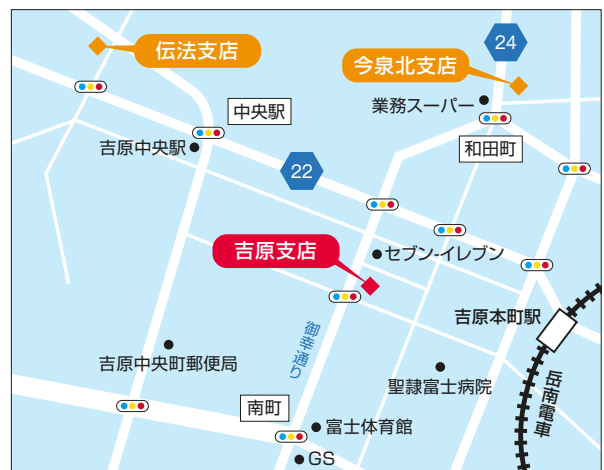 伝法支店
24
今泉北支店
業務スーパー
中央駅
吉原中央駅
和田町
22
吉原支店
セブン-イレブン
吉原本町駅
御幸通り
吉原中央町郵便局
聖隷富士病院
岳南電車
南町
富士体育館
GS